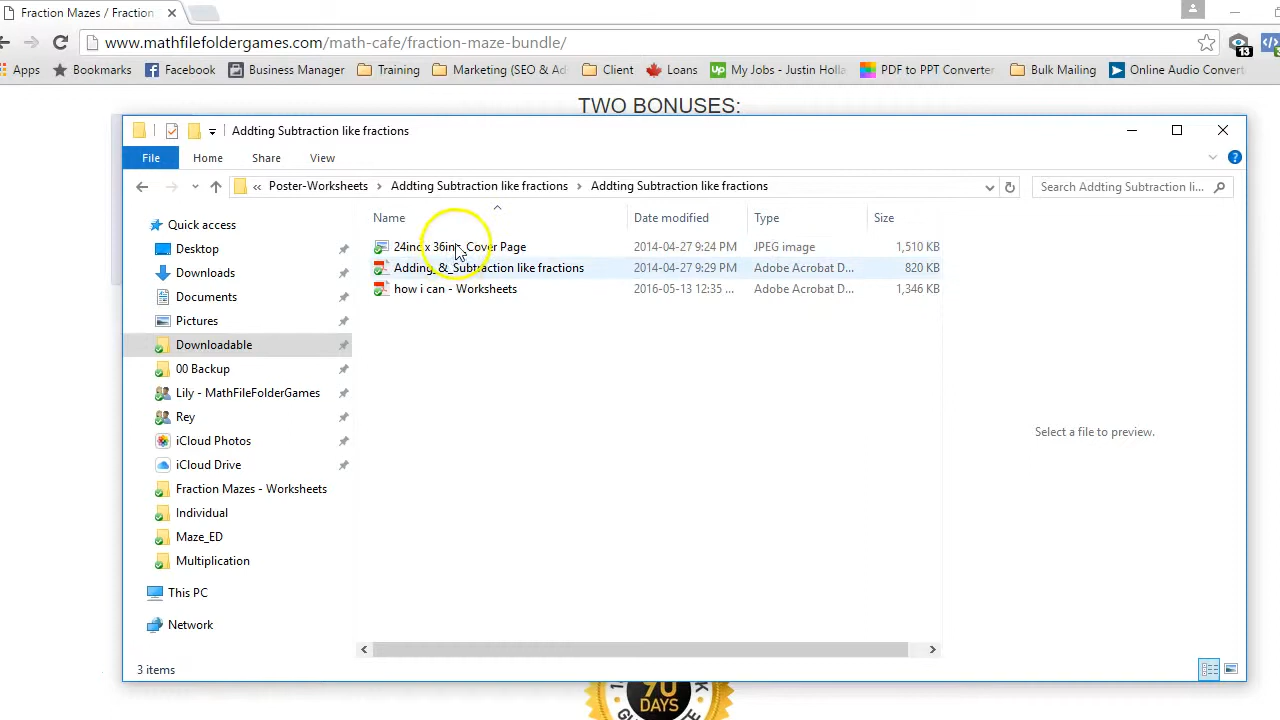 Fraction Mazes / Fraction
www.mathfilefoldergames.com/math-cafe/fraction-maze-bundle/
13
Apps Bookmarks Facebook Business Manager Training Marketing (SEO & Ad Client Loans Up My Jobs - Justin Holla PDF to PPT Converter Bulk Mailing Online Audio Convert
TWO BONUSES:
Addting Subtraction like fractions
File Home Share View
« Poster-Worksheets > Addting Subtraction like fractions > Addting Subtraction like fractions
Search Addting Subtraction li...
Name Date modified Type Size
24in x 36in_Cover Page 2014-04-27 9:24 PM JPEG image 1,510 KB
Adding_&_Subtraction like fractions 2014-04-27 9:29 PM Adobe Acrobat D... 820 KB
how i can - Worksheets 2016-05-13 12:35 ... Adobe Acrobat D... 1,346 KB
Quick access
Desktop
Downloads
Documents
Pictures
Downloadable
00 Backup
Lily - MathFileFolderGames
Rey
iCloud Photos
iCloud Drive
Fraction Mazes - Worksheets
Individual
Maze_ED
Multiplication
This PC
Network
Select a file to preview.
3 items
90
DAYS